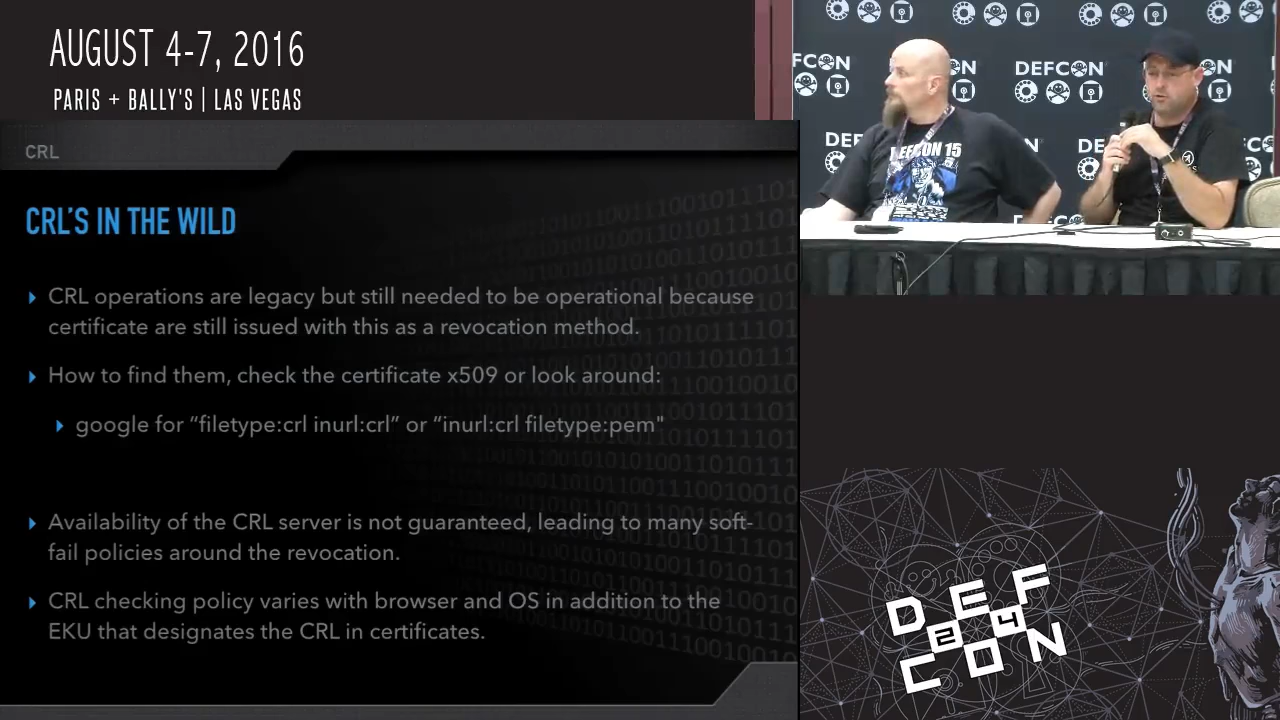 AUGUST 4-7, 2016
PARIS + BALLY'S | LAS VEGAS
CRL
CRL'S IN THE WILD
CRL operations are legacy but still needed to be operational because
certificate are still issued with this as a revocation method.
How to find them, check the certificate x509 or look around:
google for “filetype:crl inurl:crl” or “inurl:crl filetype:pem"
Availability of the CRL server is not guaranteed, leading to many soft-
fail policies around the revocation.
CRL checking policy varies with browser and OS in addition to the
EKU that designates the CRL in certificates.
DEFCON
DEFCON 15
DEF
24
CON